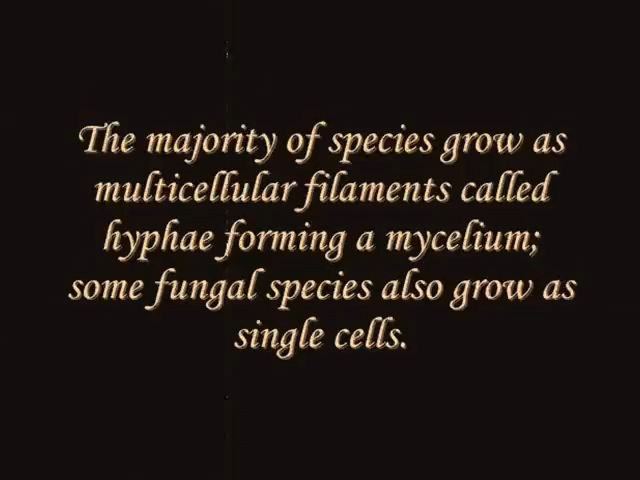 The majority of species grow as
multicellular filaments called
hyphae forming a mycelium;
some fungal species also grow as
single cells.